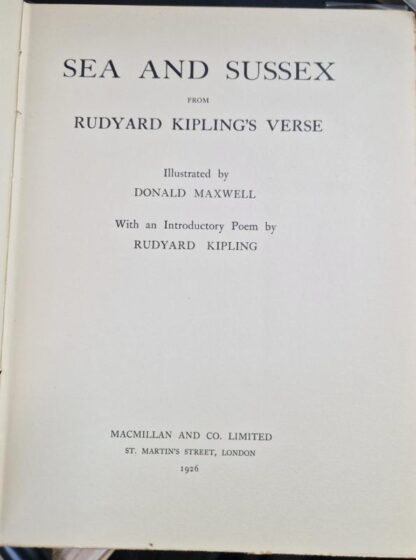 SEA AND SUSSEX
FROM
RUDYARD KIPLING'S VERSE
Illustrated by
DONALD MAXWELL
With an Introductory Poem by
RUDYARD KIPLING
MACMILLAN AND CO. LIMITED
ST. MARTIN'S STREET, LONDON
1926